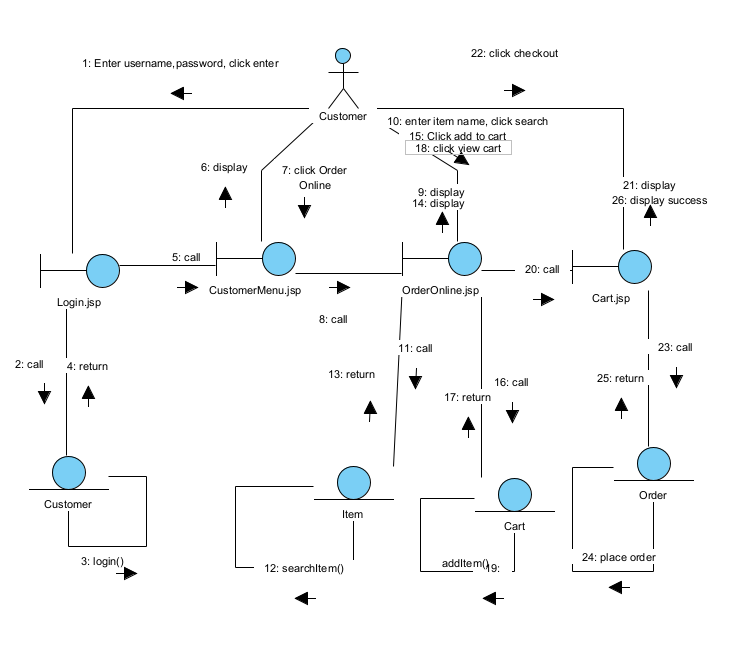 22: click checkout
1: Enter username,password, click enter
Customer
10: enter item name, click search
15: Click add to cart
18: click view cart
6: display
7: click Order
Online
9: display
14: display
21: display
26: display success
5: call
20: call
Login.jsp
CustomerMenu.jsp
OrderOnline.jsp
Cart.jsp
8: call
11: call
23: call
2: call
4: return
13: return
16: call
25: return
17: return
Customer
Item
Cart
Order
3: login()
12: searchItem()
addItem()
19:
24: place order